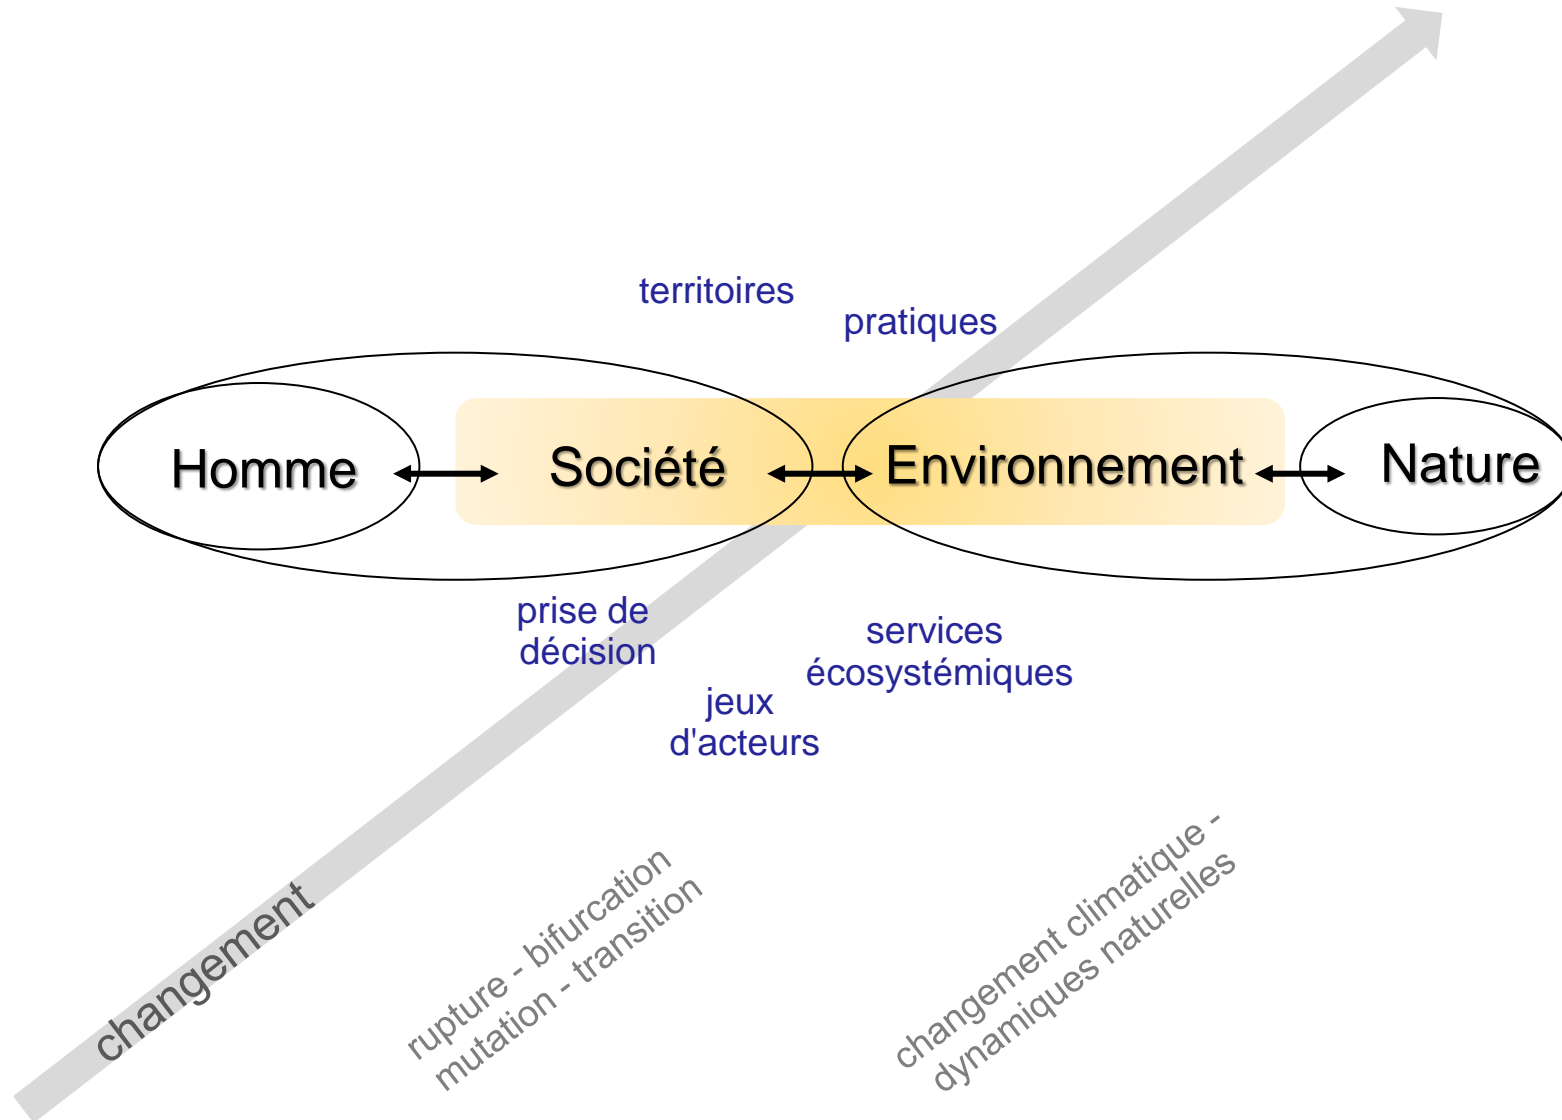 territoires
pratiques
Homme
Société
Environnement
Nature
prise de
décision
services
écosystémiques
jeux
d'acteurs
changement
rupture - bifurcation
mutation - transition
changement climatique -
dynamiques naturelles